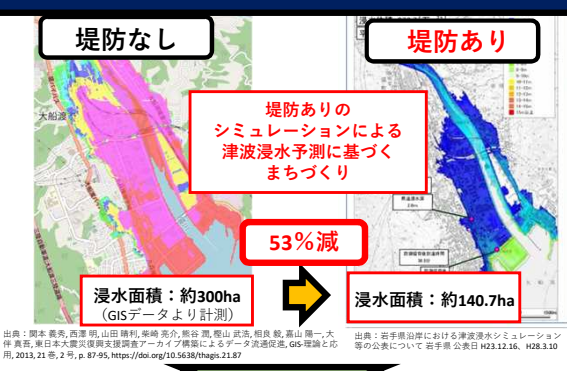 堤防なし
堤防あり
大船渡
堤防ありの
シミュレーションによる
津波浸水予測に基づく
まちづくり
53%減
浸水面積：約300ha
（GISデータより計測）
浸水面積：約140.7ha
出典：関本 義秀, 西澤 明, 山田 晴利, 柴崎 亮介, 熊谷 潤, 樫山 武浩, 相良 毅, 嘉山 陽一, 大
伴 真吾, 東日本大震災復興支援調査アーカイブ構築によるデータ流通促進, GIS-理論と応
用, 2013, 21 巻, 2 号, p. 87-95, https://doi.org/10.5638/thagis.21.87
出典：岩手県沿岸における津波浸水シミュレーション
等の公表について 岩手県 公表日 H23.12.16、H28.3.10